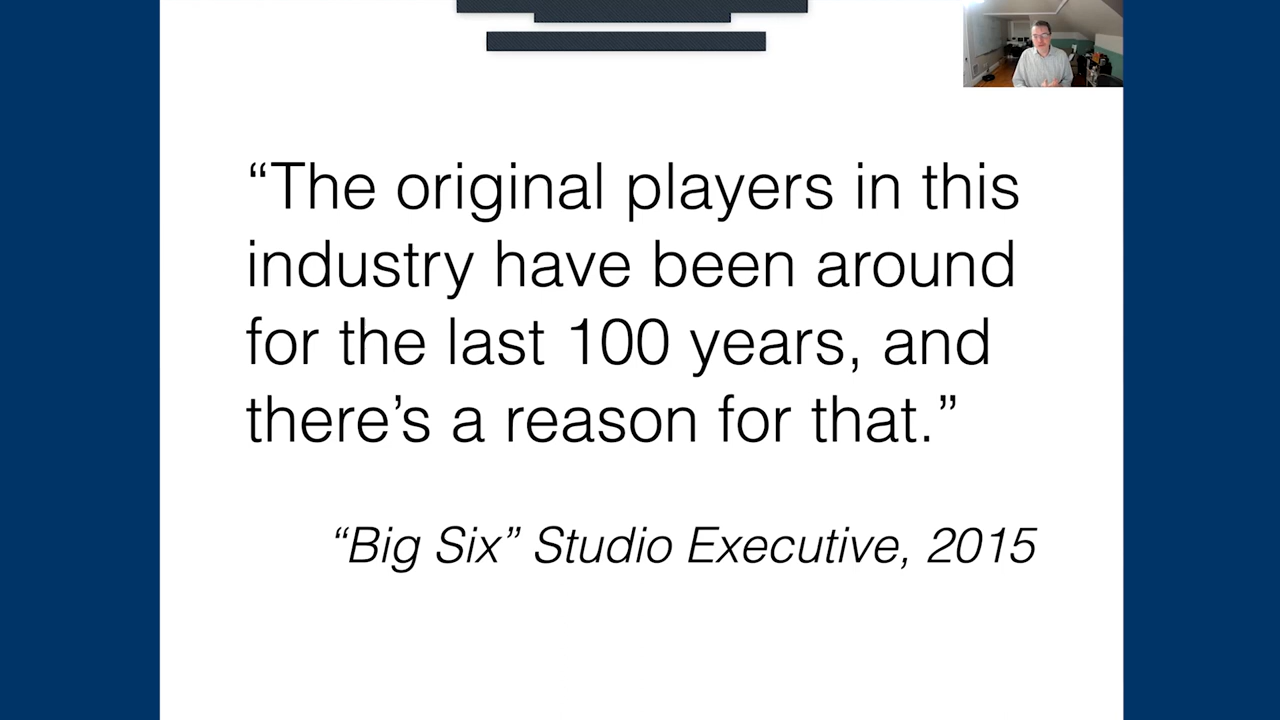 “The original players in this
industry have been around
for the last 100 years, and
there’s a reason for that.”
“Big Six” Studio Executive, 2015